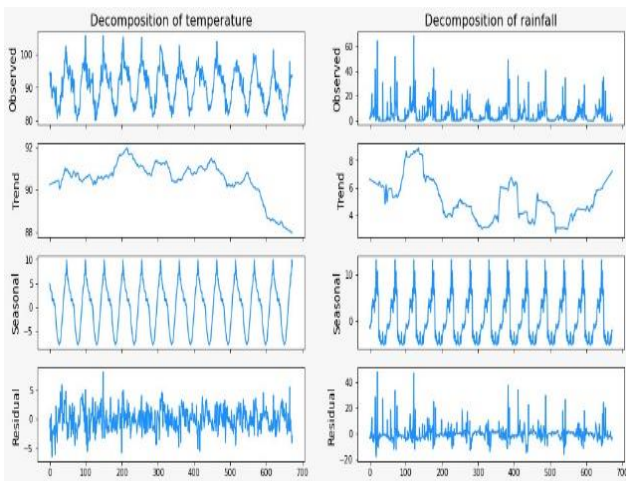 Decomposition of temperature
Observed
100
90
80
Trend
92
90
88
Seasonal
10
5
0
-5
Residual
5
0
-5
0 100 200 300 400 500 600 700
Decomposition of rainfall
Observed
60
40
20
0
Trend
8
6
4
Seasonal
10
0
Residual
40
20
0
-20
0 100 200 300 400 500 600 700